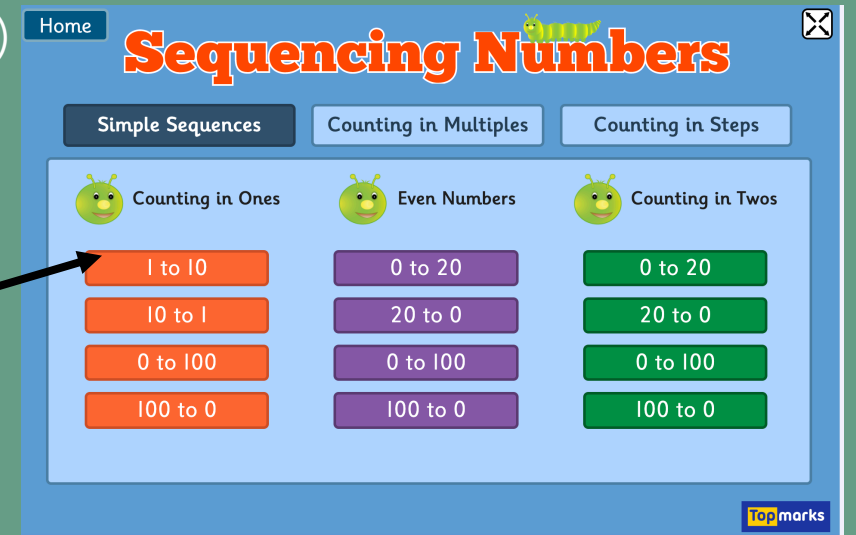 Home
Sequencing Numbers
Simple Sequences
Counting in Multiples
Counting in Steps
Counting in Ones
1 to 10
10 to 1
0 to 100
100 to 0
Even Numbers
0 to 20
20 to 0
0 to 100
100 to 0
Counting in Twos
0 to 20
20 to 0
0 to 100
100 to 0
Topmarks